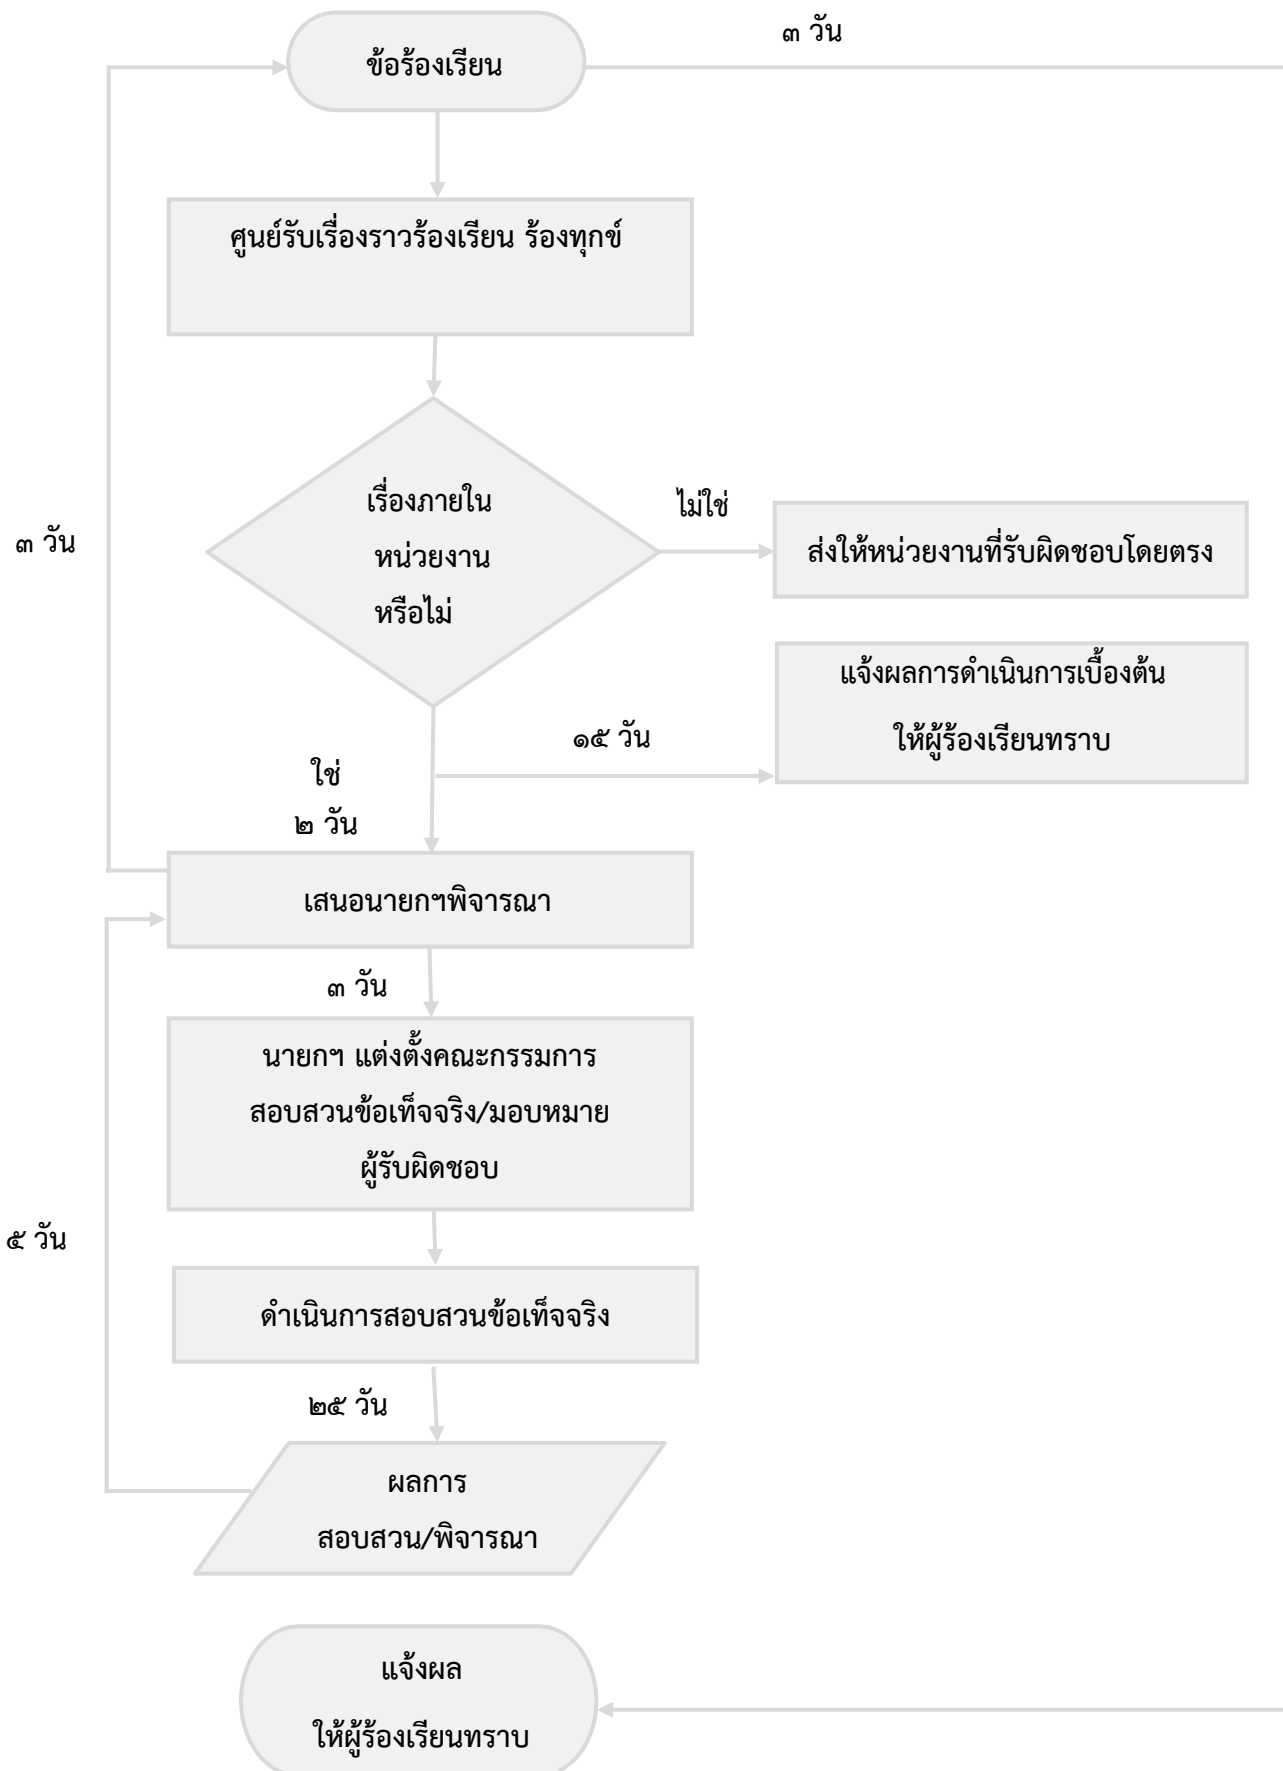 ๓ วัน
ข้อร้องเรียน
ศูนย์รับเรื่องราวร้องเรียน ร้องทุกข์
เรื่องภายใน
หน่วยงาน
หรือไม่
ไม่ใช่
ส่งให้หน่วยงานที่รับผิดชอบโดยตรง
๓ วัน
แจ้งผลการดำเนินการเบื้องต้น
ให้ผู้ร้องเรียนทราบ
๑๕ วัน
ใช่
๒ วัน
เสนอนายกฯพิจารณา
๓ วัน
นายกฯ แต่งตั้งคณะกรรมการ
สอบสวนข้อเท็จจริง/มอบหมาย
ผู้รับผิดชอบ
๕ วัน
ดำเนินการสอบสวนข้อเท็จจริง
๒๕ วัน
ผลการ
สอบสวน/พิจารณา
แจ้งผล
ให้ผู้ร้องเรียนทราบ